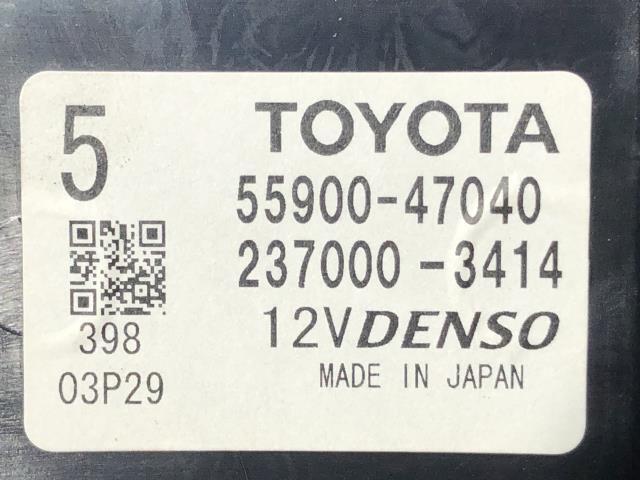 5
TOYOTA
55900-47040
237000-3414
12V DENSO
MADE IN JAPAN
398
03P29